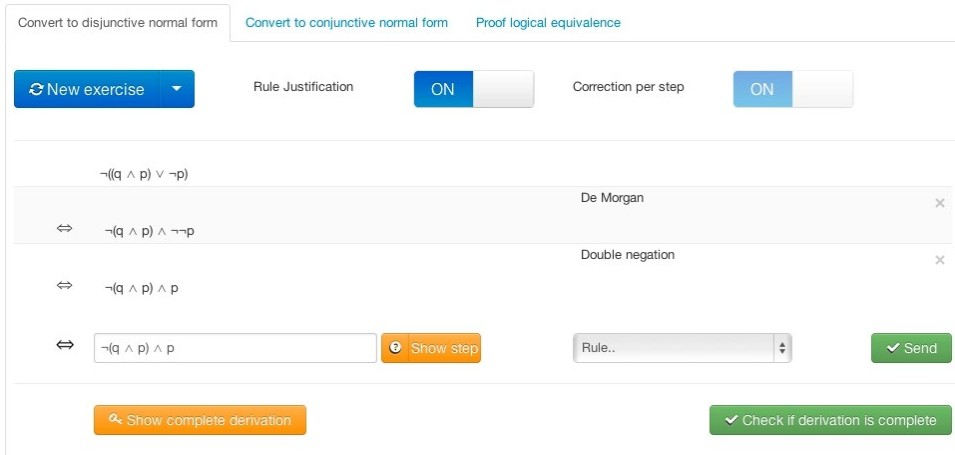 Convert to disjunctive normal form Convert to conjunctive normal form Proof logical equivalence
New exercise Rule Justification ON Correction per step ON
¬((q ∧ p) ∨ ¬p)
De Morgan ×
⇔ ¬(q ∧ p) ∧ ¬¬p
Double negation ×
⇔ ¬(q ∧ p) ∧ p
⇔ ¬(q ∧ p) ∧ p Show step Rule.. Send
Show complete derivation Check if derivation is complete